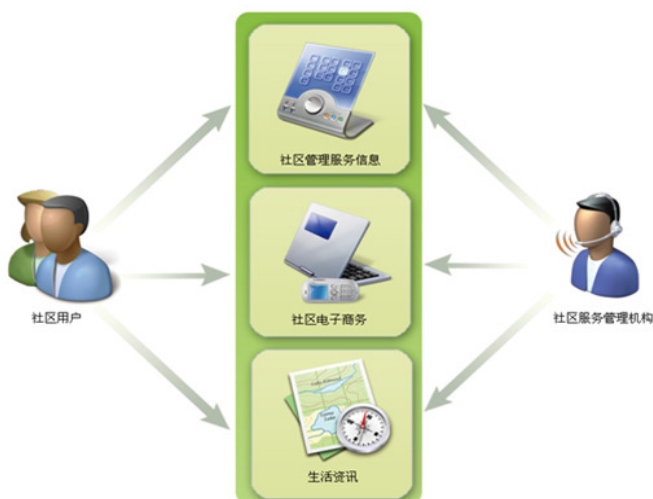 社区管理服务信息
社区用户
社区电子商务
社区服务管理机构
生活资讯